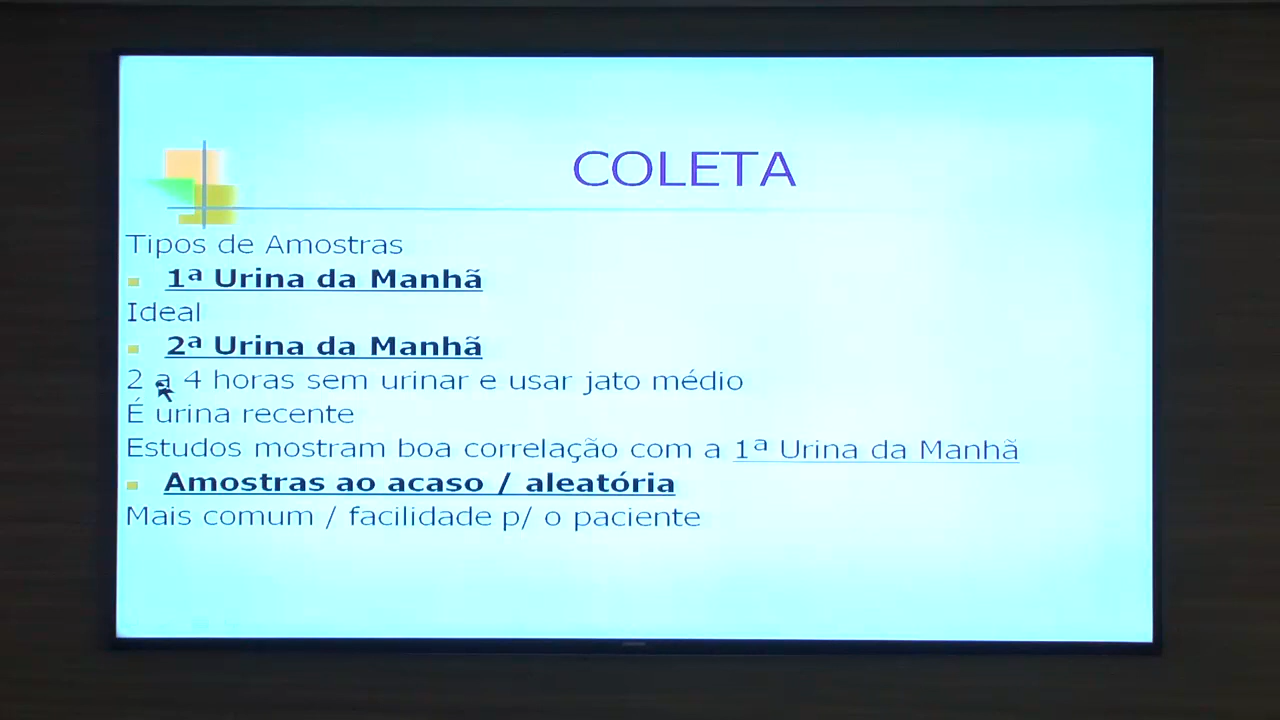 COLETA
Tipos de Amostras
1ª Urina da Manhã
Ideal
2ª Urina da Manhã
2 a 4 horas sem urinar e usar jato médio
É urina recente
Estudos mostram boa correlação com a 1ª Urina da Manhã
Amostras ao acaso / aleatória
Mais comum / facilidade p/ o paciente